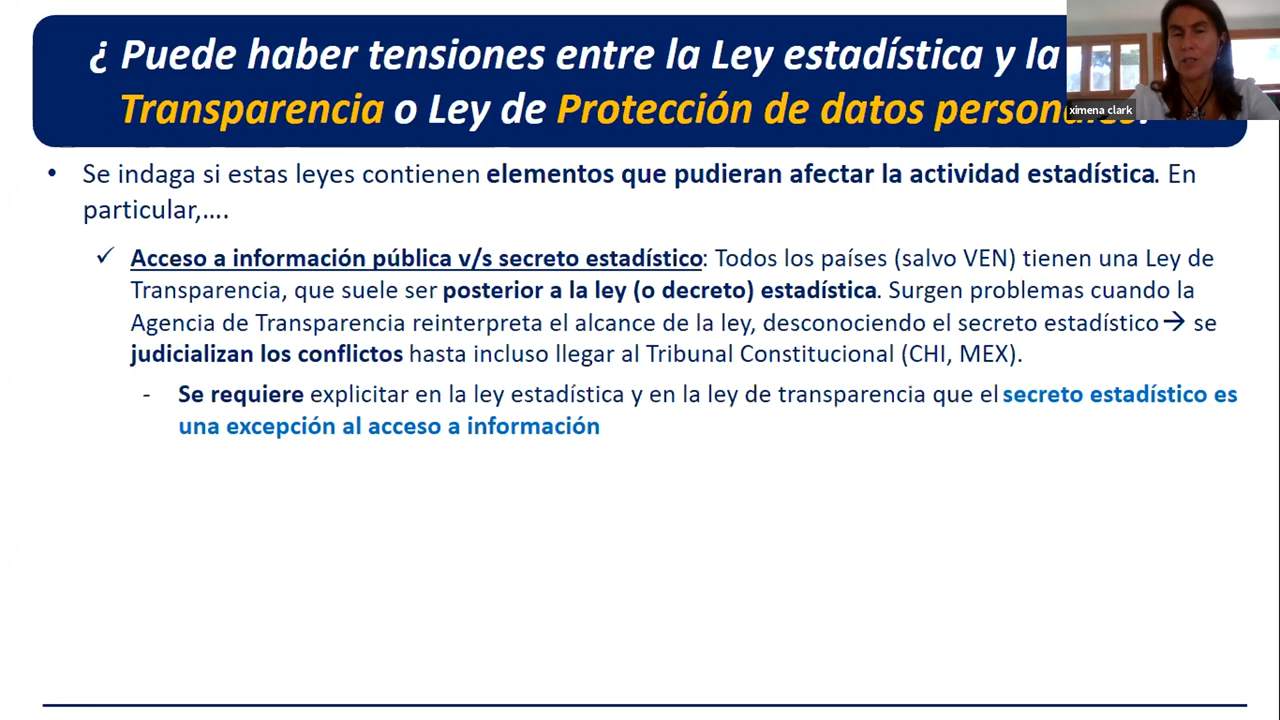 ¿ Puede haber tensiones entre la Ley estadística y la
Transparencia o Ley de Protección de datos
ximena clark
• Se indaga si estas leyes contienen elementos que pudieran afectar la actividad estadística. En
particular,….
✓ Acceso a información pública v/s secreto estadístico: Todos los países (salvo VEN) tienen una Ley de
Transparencia, que suele ser posterior a la ley (o decreto) estadística. Surgen problemas cuando la
Agencia de Transparencia reinterpreta el alcance de la ley, desconociendo el secreto estadístico → se
judicializan los conflictos hasta incluso llegar al Tribunal Constitucional (CHI, MEX).
- Se requiere explicitar en la ley estadística y en la ley de transparencia que el secreto estadístico es
una excepción al acceso a información